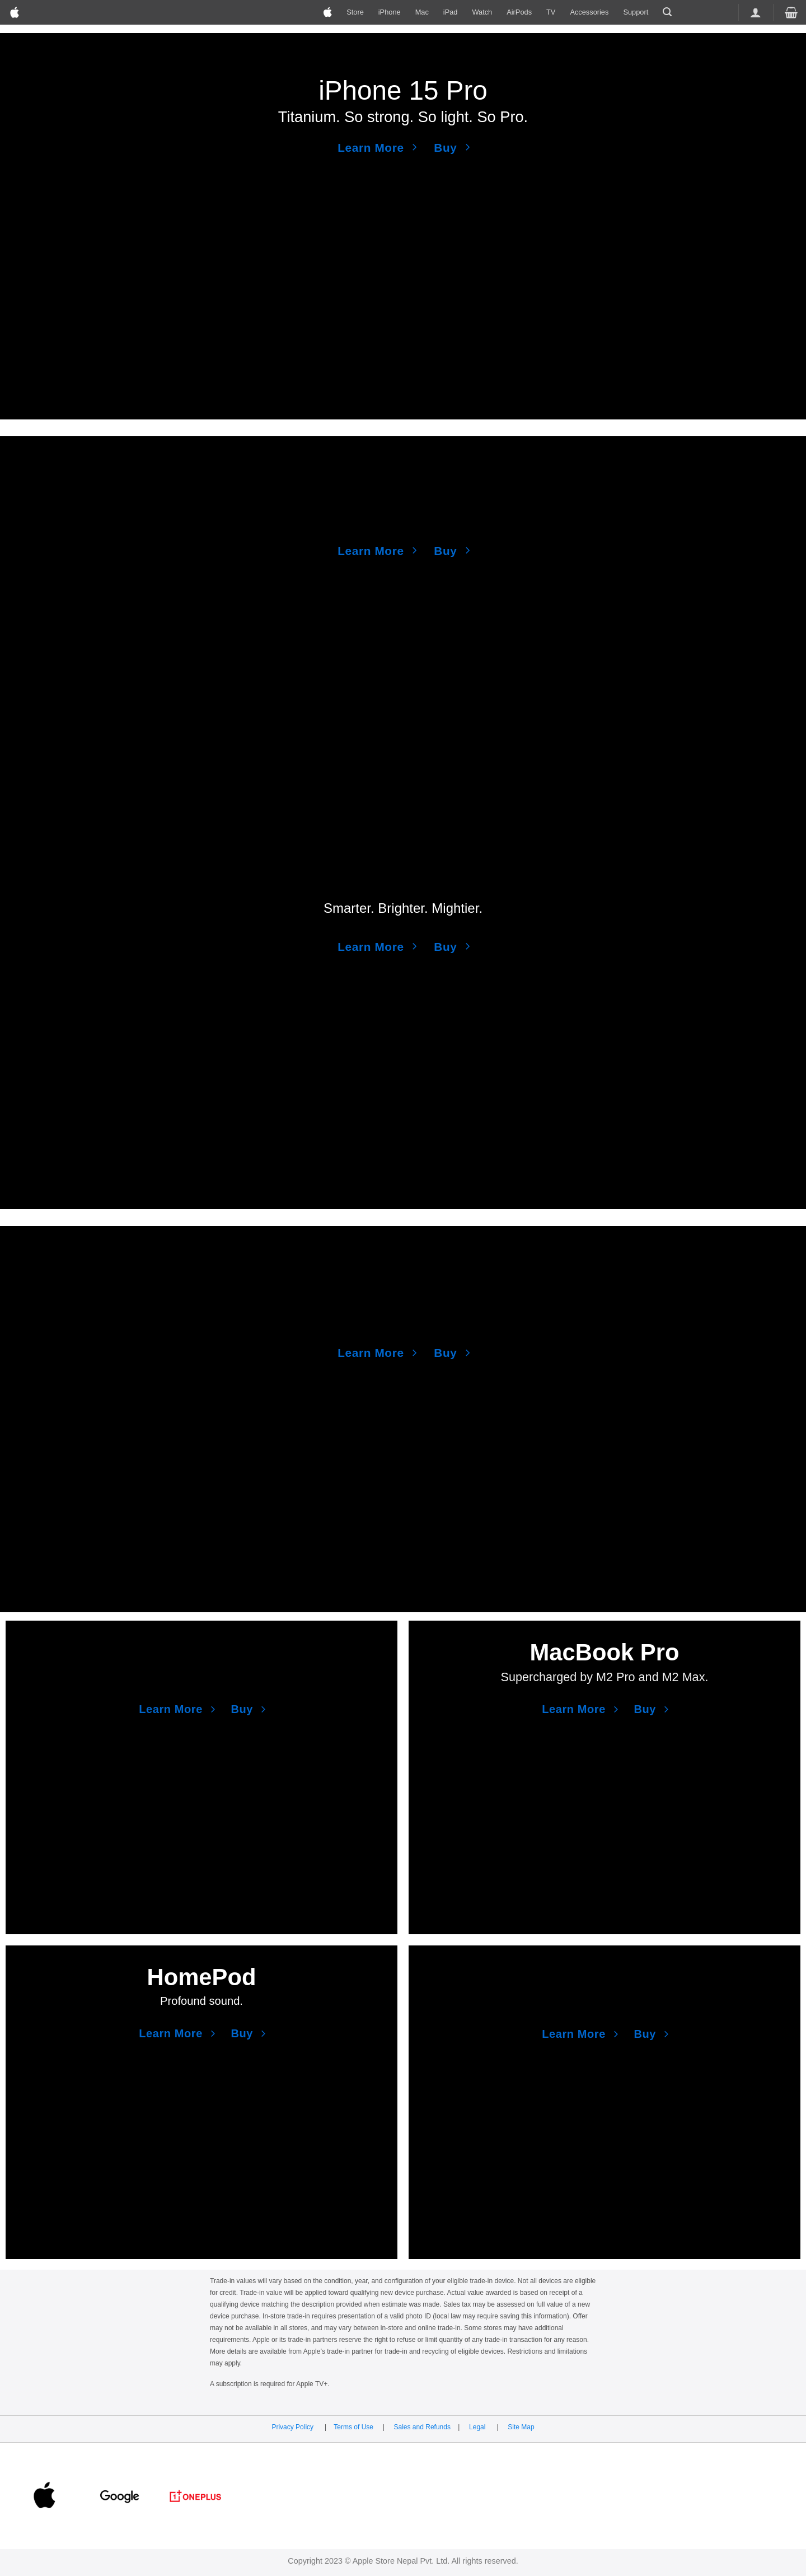 Store iPhone Mac iPad Watch AirPods TV Accessories Support
iPhone 15 Pro
Titanium. So strong. So light. So Pro.
Learn More Buy
Learn More Buy
Smarter. Brighter. Mightier.
Learn More Buy
Learn More Buy
Learn More Buy
MacBook Pro
Supercharged by M2 Pro and M2 Max.
Learn More Buy
HomePod
Profound sound.
Learn More Buy
Learn More Buy
Trade-in values will vary based on the condition, year, and configuration of your eligible trade-in device. Not all devices are eligible
for credit. Trade-in value will be applied toward qualifying new device purchase. Actual value awarded is based on receipt of a
qualifying device matching the description provided when estimate was made. Sales tax may be assessed on full value of a new
device purchase. In-store trade-in requires presentation of a valid photo ID (local law may require saving this information). Offer
may not be available in all stores, and may vary between in-store and online trade-in. Some stores may have additional
requirements. Apple or its trade-in partners reserve the right to refuse or limit quantity of any trade-in transaction for any reason.
More details are available from Apple's trade-in partner for trade-in and recycling of eligible devices. Restrictions and limitations
may apply.
A subscription is required for Apple TV+.
Privacy Policy | Terms of Use | Sales and Refunds | Legal | Site Map
Google
1+ ONEPLUS
Copyright 2023 © Apple Store Nepal Pvt. Ltd. All rights reserved.